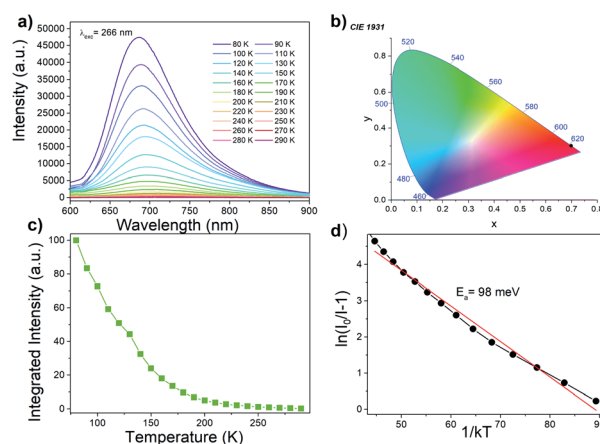 a)
λexc= 266 nm
80 K 90 K
100 K 110 K
120 K 130 K
140 K 150 K
160 K 170 K
180 K 190 K
200 K 210 K
220 K 230 K
240 K 250 K
260 K 270 K
280 K 290 K
50000
45000
40000
35000
30000
25000
20000
15000
10000
5000
0
Intensity (a.u.)
600 650 700 750 800 850 900
Wavelength (nm)
b) CIE 1931
0.8
0.6
0.4
0.2
0.0
y
520
540
560
500
580
600
620
480
460
0.0 0.1 0.2 0.3 0.4 0.5 0.6 0.7 0.8
x
c)
100
80
60
40
20
0
Integrated Intensity (a.u.)
100 150 200 250
Temperature (K)
d)
Ea= 98 meV
4
3
2
1
0
ln(I0/I-1)
50 60 70 80 90
1/kT